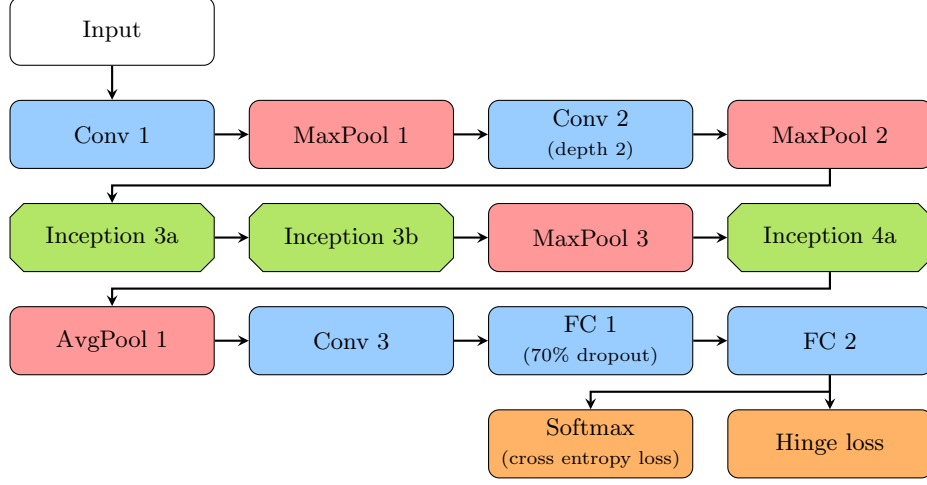 Input
Conv 1
MaxPool 1
Conv 2
(depth 2)
MaxPool 2
Inception 3a
Inception 3b
MaxPool 3
Inception 4a
AvgPool 1
Conv 3
FC 1
(70% dropout)
FC 2
Softmax
(cross entropy loss)
Hinge loss